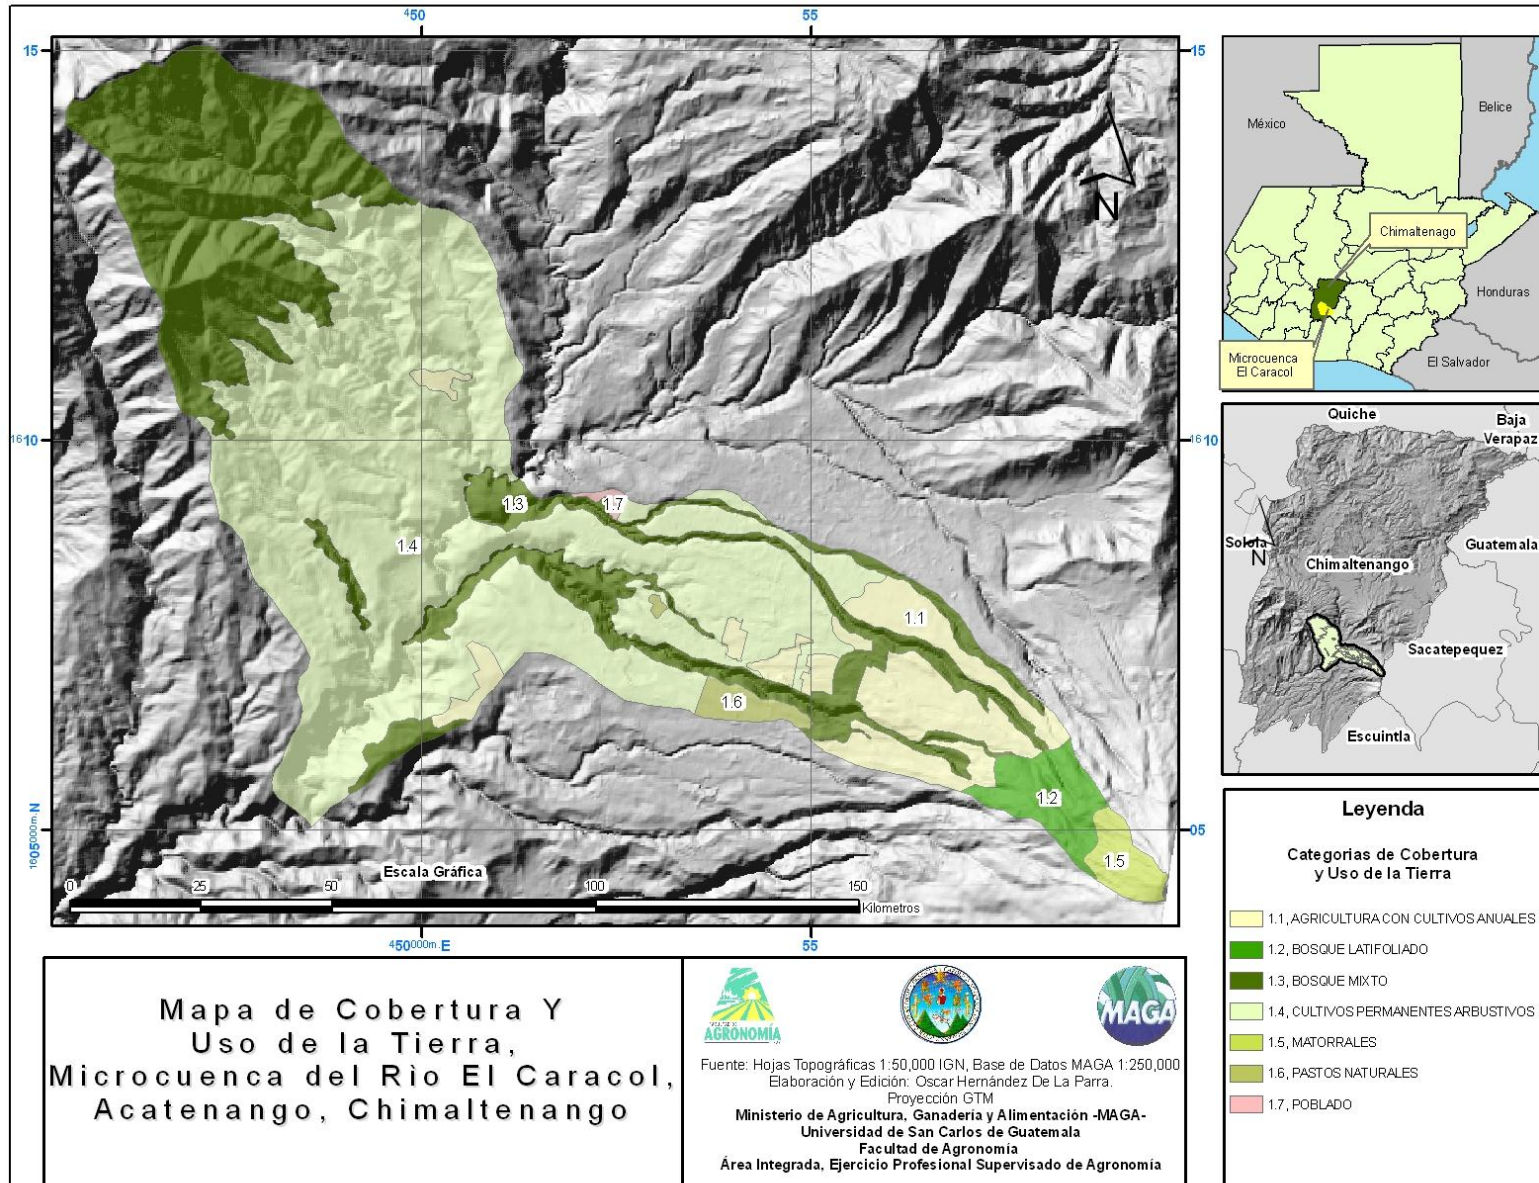 450
55
15
15
México
Belice
Chimaltenago
Honduras
Microcuenca
El Caracol
El Salvador
N
1610
1610
1.3
1.7
1.4
1.1
1.6
1.2
1.5
Quiche
Baja
Verapaz
Solola
N
Guatemala
Chimaltenango
Sacatepequez
Escuintla
1605000m.N
05
Escala Gráfica
0
25
50
100
150
Kilometros
450000m.E
55
Leyenda
Categorias de Cobertura
y Uso de la Tierra
1.1, AGRICULTURA CON CULTIVOS ANUALES
1.2, BOSQUE LATIFOLIADO
1.3, BOSQUE MIXTO
1.4, CULTIVOS PERMANENTES ARBUSTIVOS
1.5, MATORRALES
1.6, PASTOS NATURALES
1.7, POBLADO
Mapa de Cobertura Y
Uso de la Tierra,
Microcuenca del Rìo El Caracol,
Acatenango, Chimaltenango
AGRONOMÍA
MAGA
Fuente: Hojas Topográficas 1:50,000 IGN, Base de Datos MAGA 1:250,000
Elaboración y Edición: Oscar Hernández De La Parra.
Proyección GTM
Ministerio de Agricultura, Ganadería y Alimentación -MAGA-
Universidad de San Carlos de Guatemala
Facultad de Agronomía
Área Integrada, Ejercicio Profesional Supervisado de Agronomía